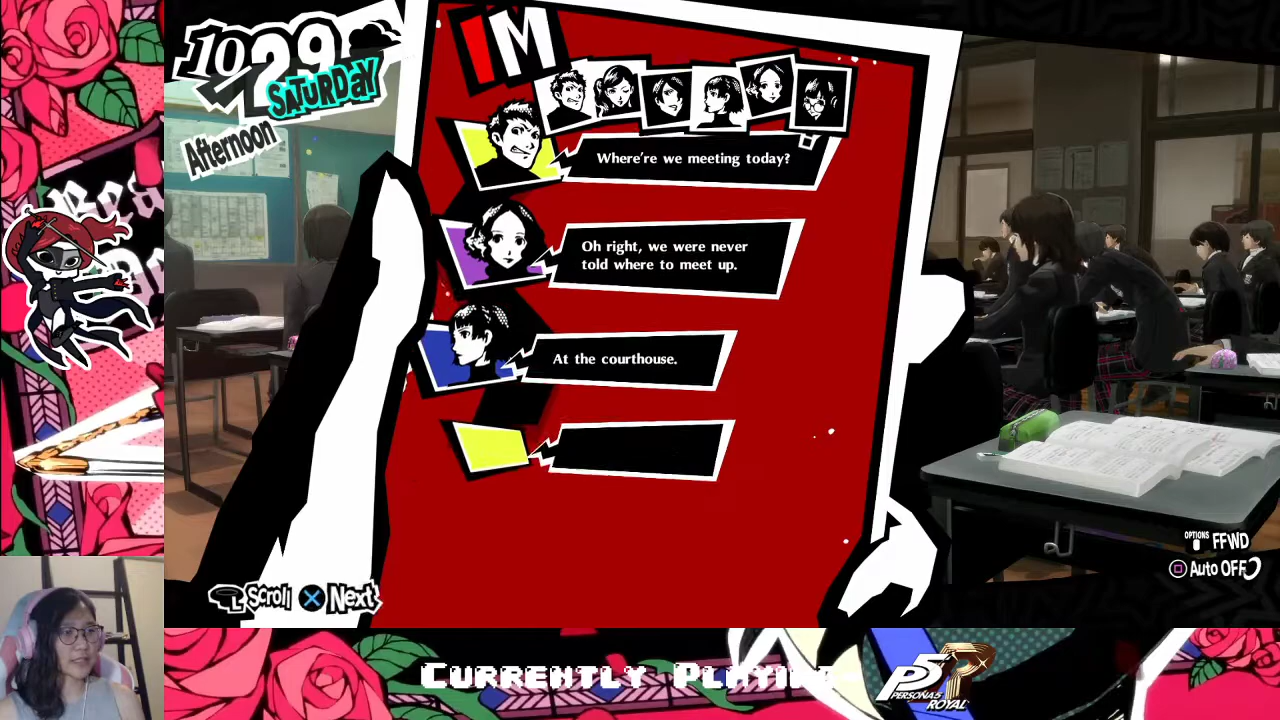 10/29
SATURDAY
Afternoon
IM
Where're we meeting today?
Oh right, we were never
told where to meet up.
At the courthouse.
OPTIONS FFWD
Auto OFF
L Scroll Next
Currently Playing
P5R
PERSONA5
ROYAL